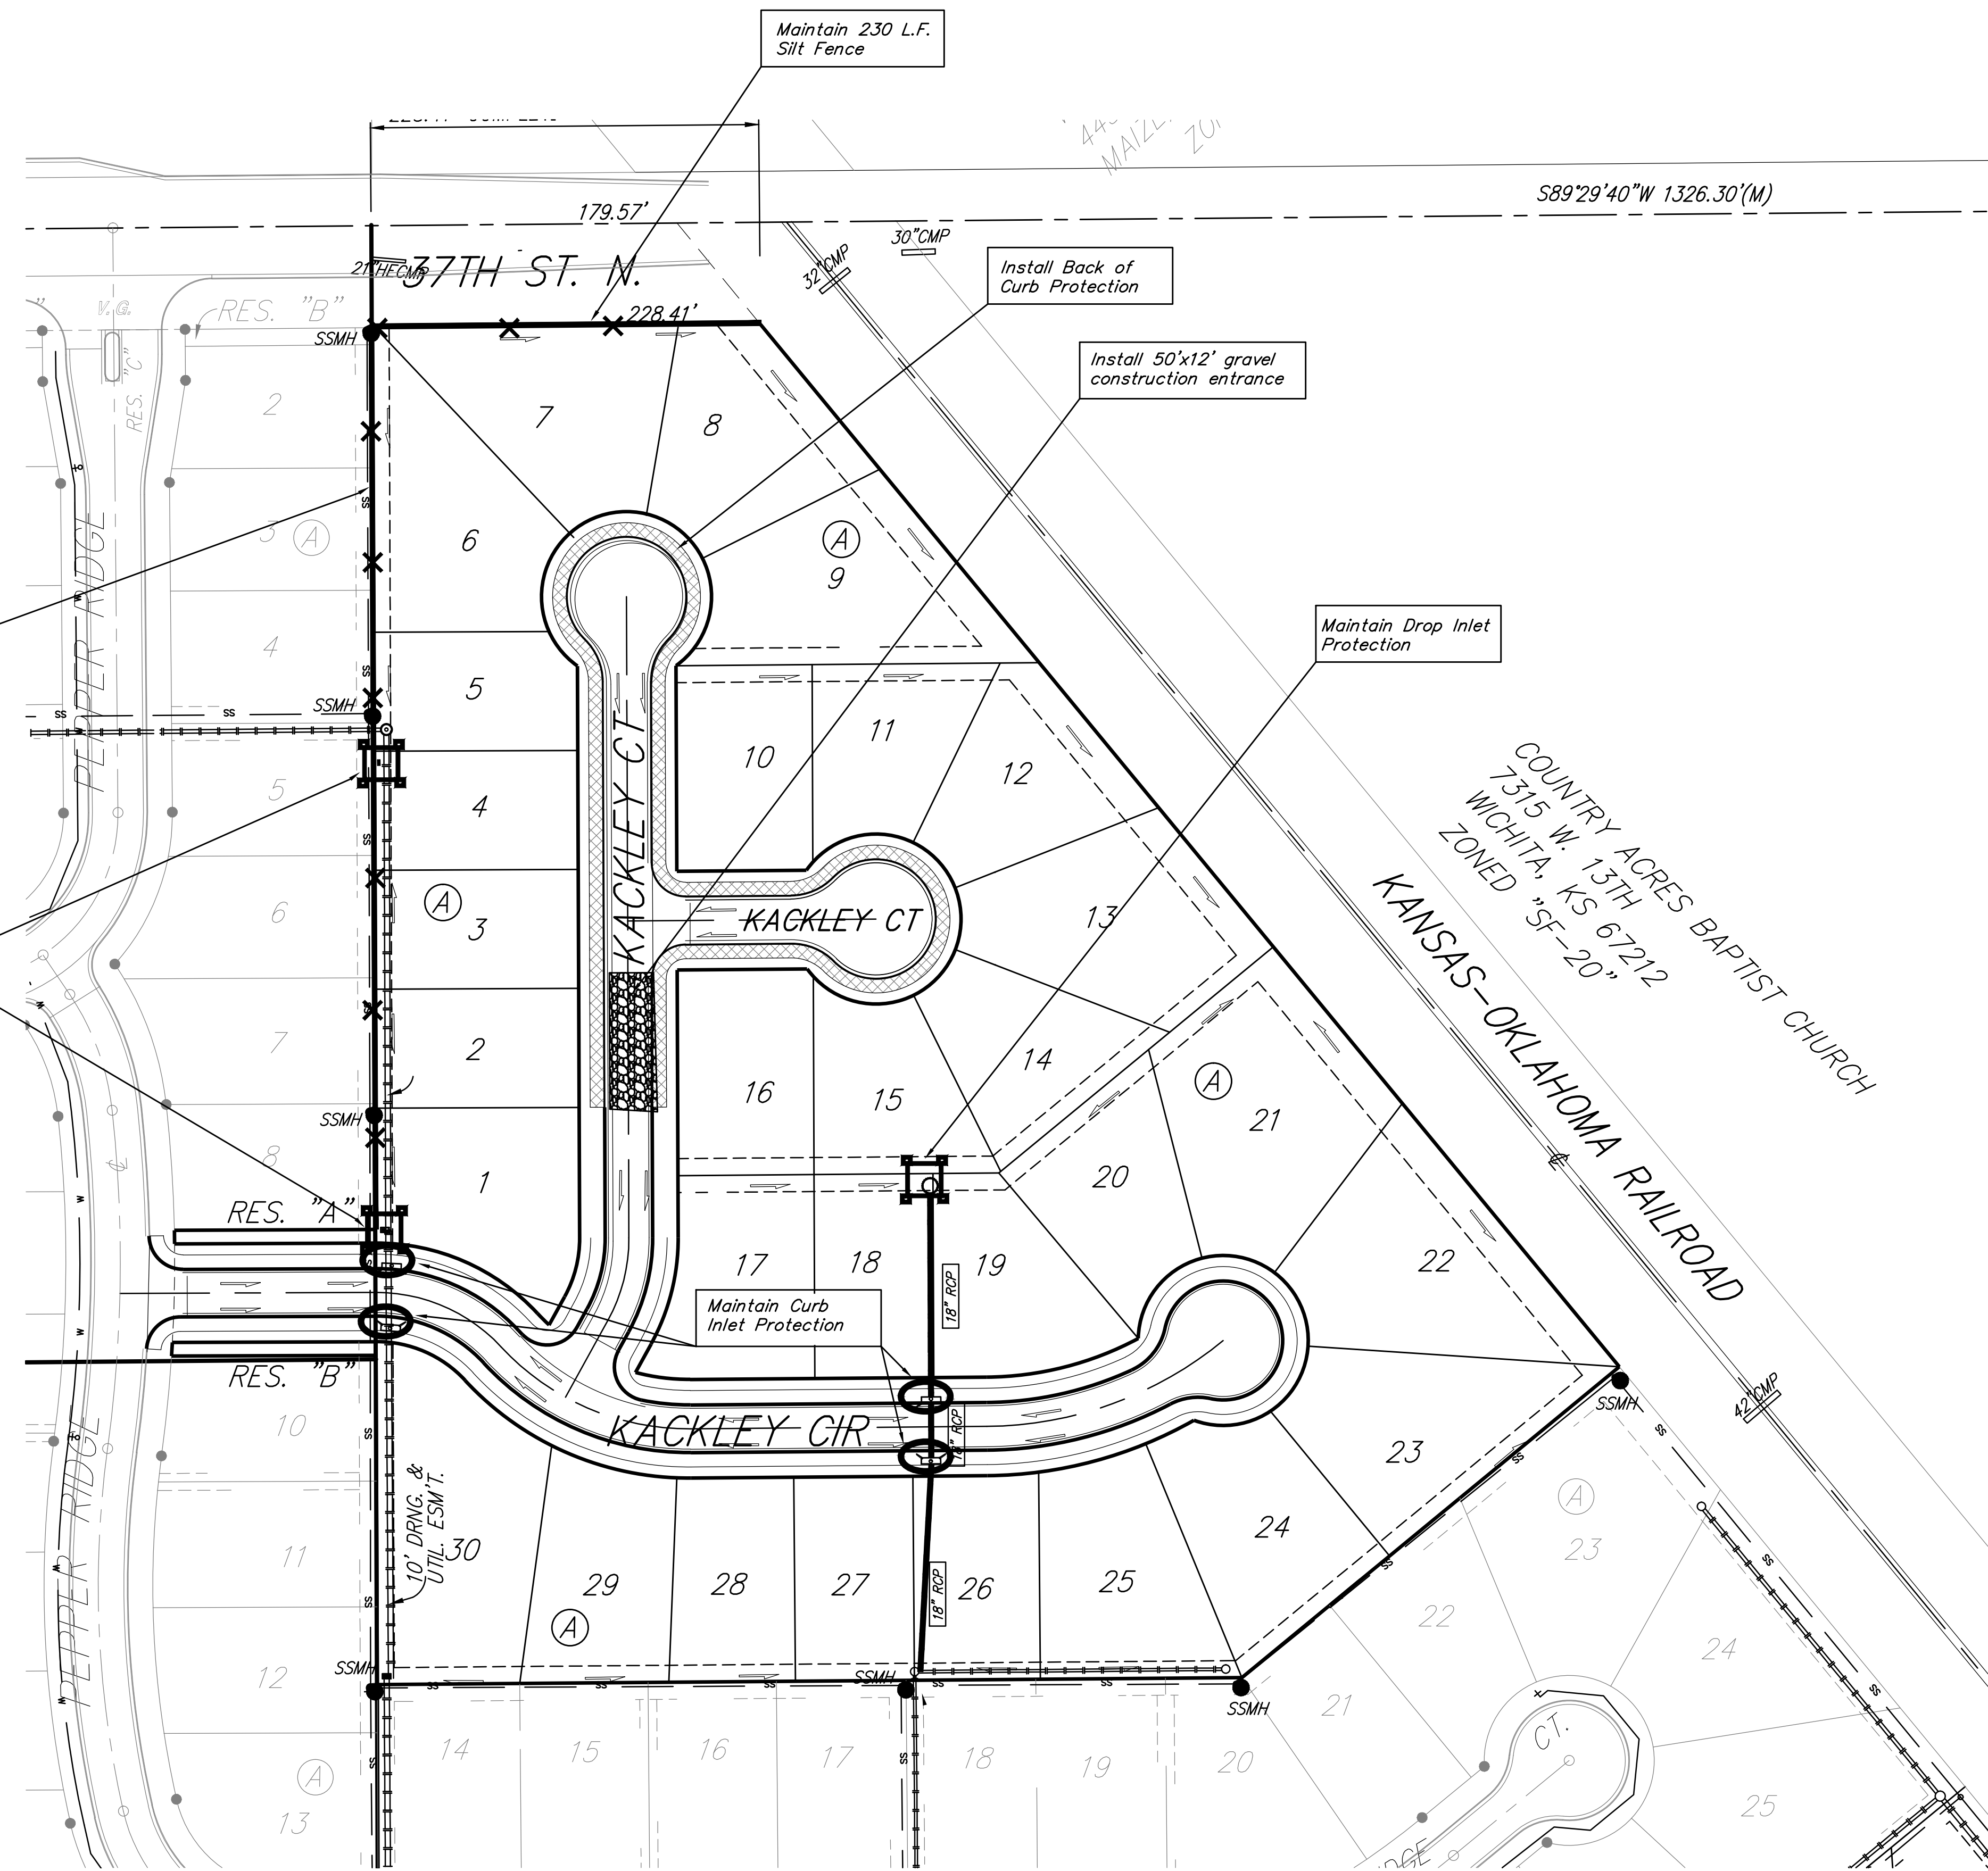 Maintain 230 L.F.
Silt Fence
MAIZE
S89°29'40"W 1326.30'(M)
179.57'
30"CMP
32"CMP
37TH ST. N.
228.41'
Install Back of
Curb Protection
Install 50'x12' gravel
construction entrance
Maintain Drop Inlet
Protection
RES. "B"
V.G.
RES. "C"
SSMH
2
3
A
4
5
6
7
8
PEPPER RIDGE
SS
SS
SS
SSMH
7
8
6
A
9
5
10
11
12
4
KACKLEY CT
KACKLEY CT
A
3
13
2
16
15
14
A
21
SSMH
1
20
22
RES. "A"
17
18
19
18" RCP
Maintain Curb
Inlet Protection
RES. "B"
KACKLEY CIR
18" RCP
COUNTRY ACRES BAPTIST CHURCH
7315 W. 13TH
WICHITA, KS 67212
ZONED "SF-20"
KANSAS-OKLAHOMA RAILROAD
42"CMP
SSMH
23
24
10' DRNG. &
UTIL. ESM'T.
30
29
28
27
26
25
18" RCP
A
SSMH
SSMH
SSMH
10
11
12
A
13
PEPPER RIDGE
14
15
16
17
18
19
20
21
22
A
23
24
25
CT.